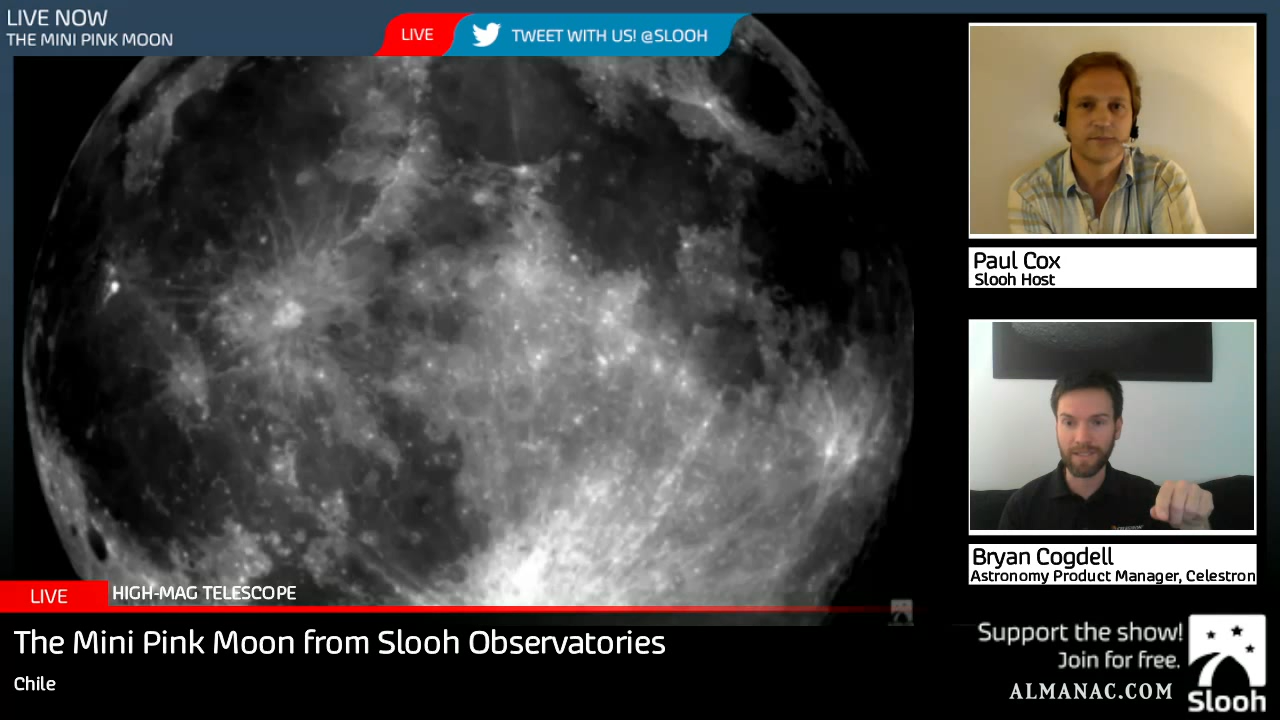 LIVE NOW
THE MINI PINK MOON
LIVE
TWEET WITH US! @SLOOH
Paul Cox
Slooh Host
Bryan Cogdell
Astronomy Product Manager, Celestron
LIVE
HIGH-MAG TELESCOPE
The Mini Pink Moon from Slooh Observatories
Chile
Support the show!
Join for free.
ALMANAC.COM
Slooh